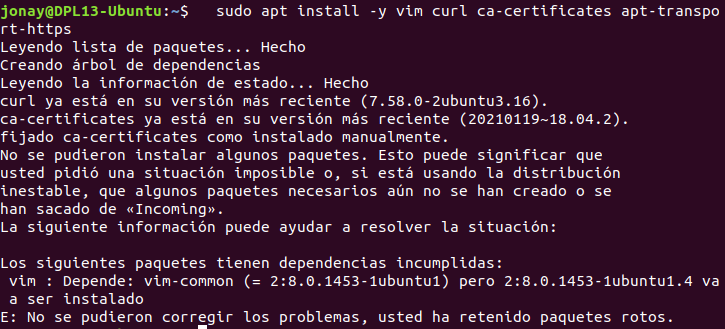 jonay@DPL13-Ubuntu:~$   sudo apt install -y vim curl ca-certificates apt-transpo
rt-https
Leyendo lista de paquetes... Hecho
Creando árbol de dependencias
Leyendo la información de estado... Hecho
curl ya está en su versión más reciente (7.58.0-2ubuntu3.16).
ca-certificates ya está en su versión más reciente (20210119~18.04.2).
fijado ca-certificates como instalado manualmente.
No se pudieron instalar algunos paquetes. Esto puede significar que
usted pidió una situación imposible o, si está usando la distribución
inestable, que algunos paquetes necesarios aún no se han creado o se
han sacado de «Incoming».
La siguiente información puede ayudar a resolver la situación:

Los siguientes paquetes tienen dependencias incumplidas:
 vim : Depende: vim-common (= 2:8.0.1453-1ubuntu1) pero 2:8.0.1453-1ubuntu1.4 va
 a ser instalado
E: No se pudieron corregir los problemas, usted ha retenido paquetes rotos.